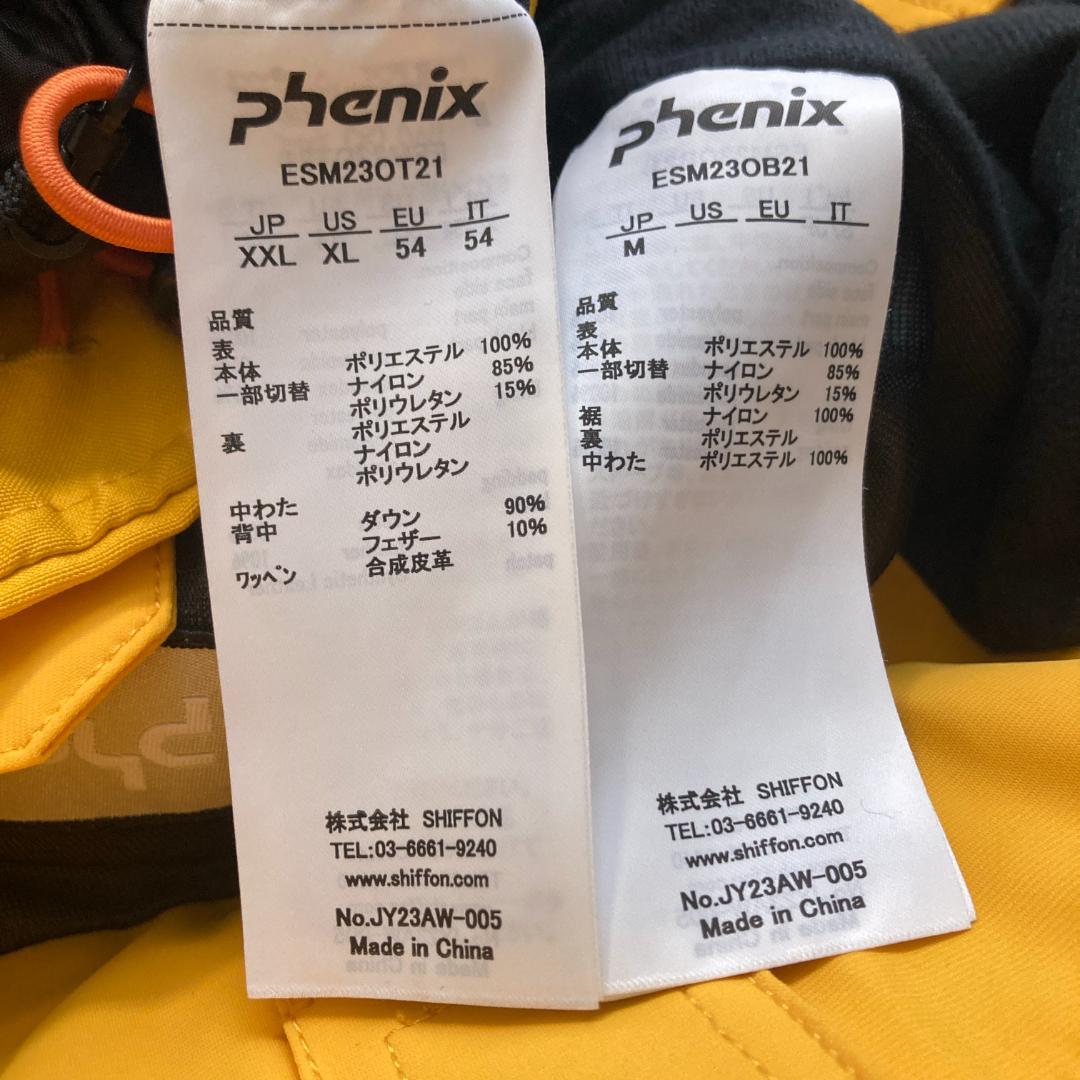 phenix
ESM23OT21
JP US EU IT
XXL XL 54 54
品質
表
本体 ポリエステル 100%
一部切替 ナイロン 85%
ポリウレタン 15%
裏 ポリエステル
ナイロン
ポリウレタン
中わた
背中 ダウン 90%
フェザー 10%
ワッペン 合成皮革
株式会社 SHIFFON
TEL:03-6661-9240
www.shiffon.com
No.JY23AW-005
Made in China
phenix
ESM23OB21
JP US EU IT
M
品質
表
本体 ポリエステル 100%
一部切替 ナイロン 85%
ポリウレタン 15%
裾 ナイロン 100%
裏 ポリエステル
中わた ポリエステル 100%
株式会社 SHIFFON
TEL:03-6661-9240
www.shiffon.com
No.JY23AW-005
Made in China